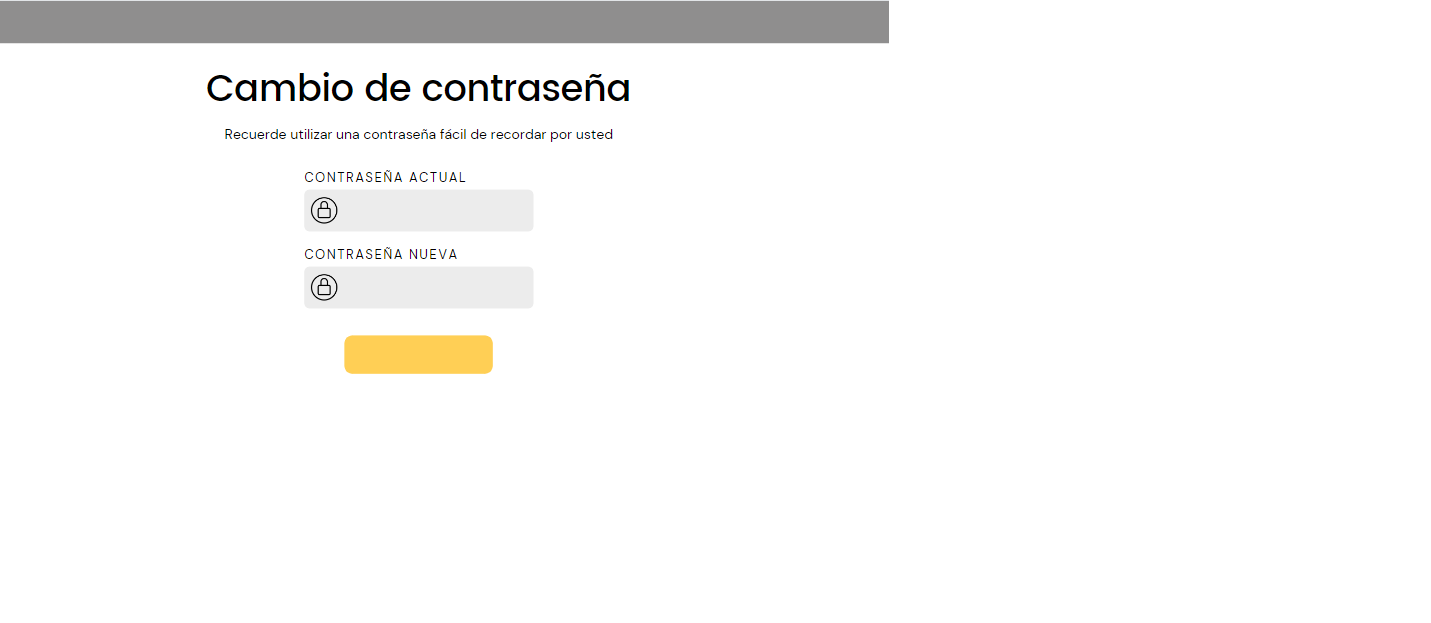 Cambio de contraseña
Recuerde utilizar una contraseña fácil de recordar por usted
CONTRASEÑA ACTUAL
CONTRASEÑA NUEVA